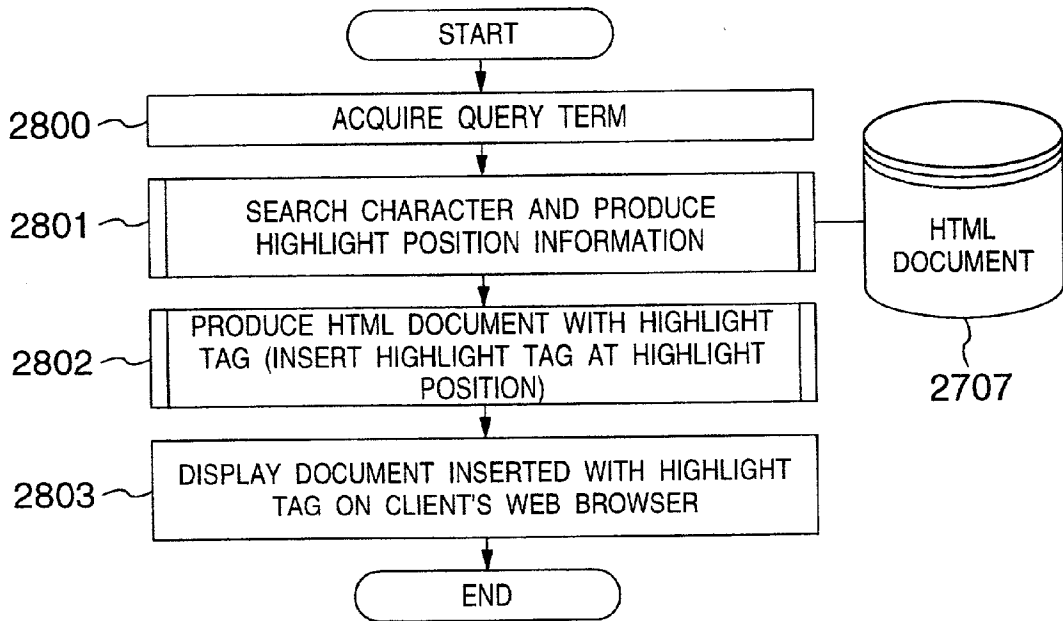 START
2800
ACQUIRE QUERY TERM
2801
SEARCH CHARACTER AND PRODUCE
HIGHLIGHT POSITION INFORMATION
HTML
DOCUMENT
2707
2802
PRODUCE HTML DOCUMENT WITH HIGHLIGHT
TAG (INSERT HIGHLIGHT TAG AT HIGHLIGHT
POSITION)
2803
DISPLAY DOCUMENT INSERTED WITH HIGHLIGHT
TAG ON CLIENT'S WEB BROWSER
END